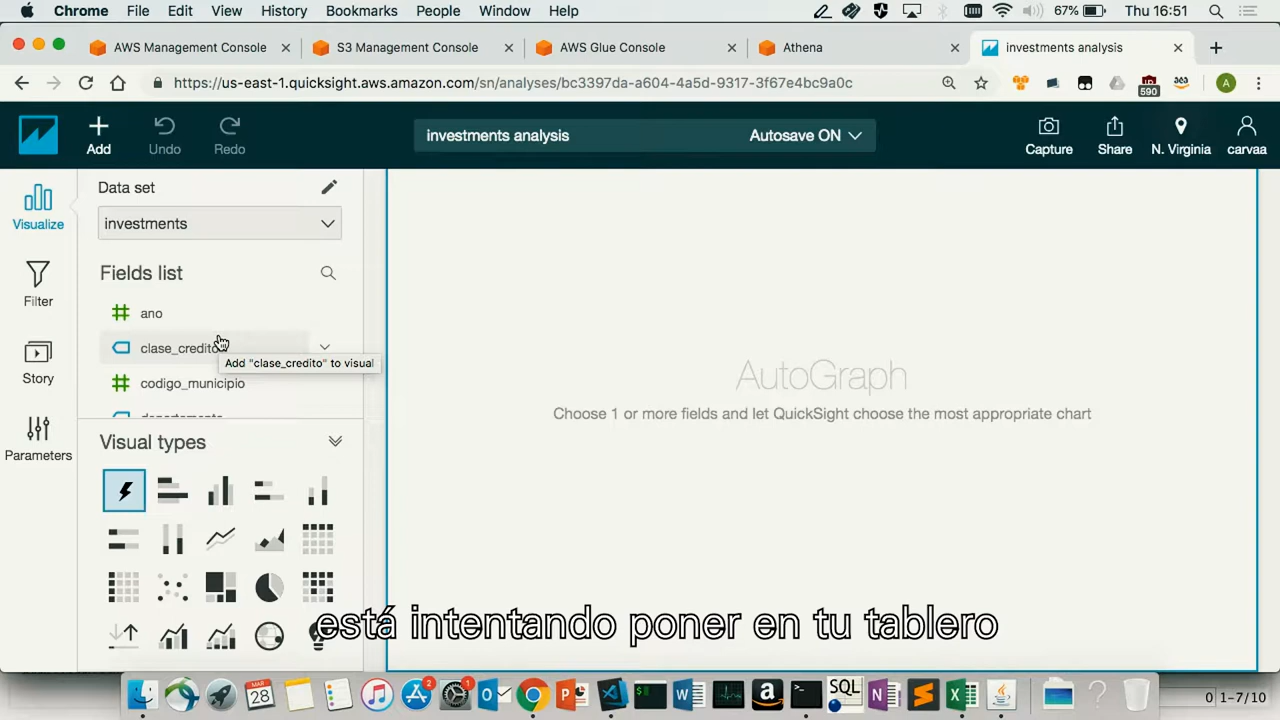 Chrome File Edit View History Bookmarks People Window Help 67% Thu 16:51
AWS Management Console S3 Management Console AWS Glue Console Athena investments analysis
https://us-east-1.quicksight.aws.amazon.com/sn/analyses/bc3397da-a604-4a5d-9317-3f67e4bc9a0c 590 A
Add Undo Redo investments analysis Autosave ON Capture Share N. Virginia carvaa
Visualize
Filter
Story
Parameters
Data set
investments
Fields list
ano
clase_credito
Add "clase_credito" to visual
codigo_municipio
departamento
Visual types
AutoGraph
Choose 1 or more fields and let QuickSight choose the most appropriate chart
está intentando poner en tu tablero
MAR
28
2
1
SQL
0 1-7/10